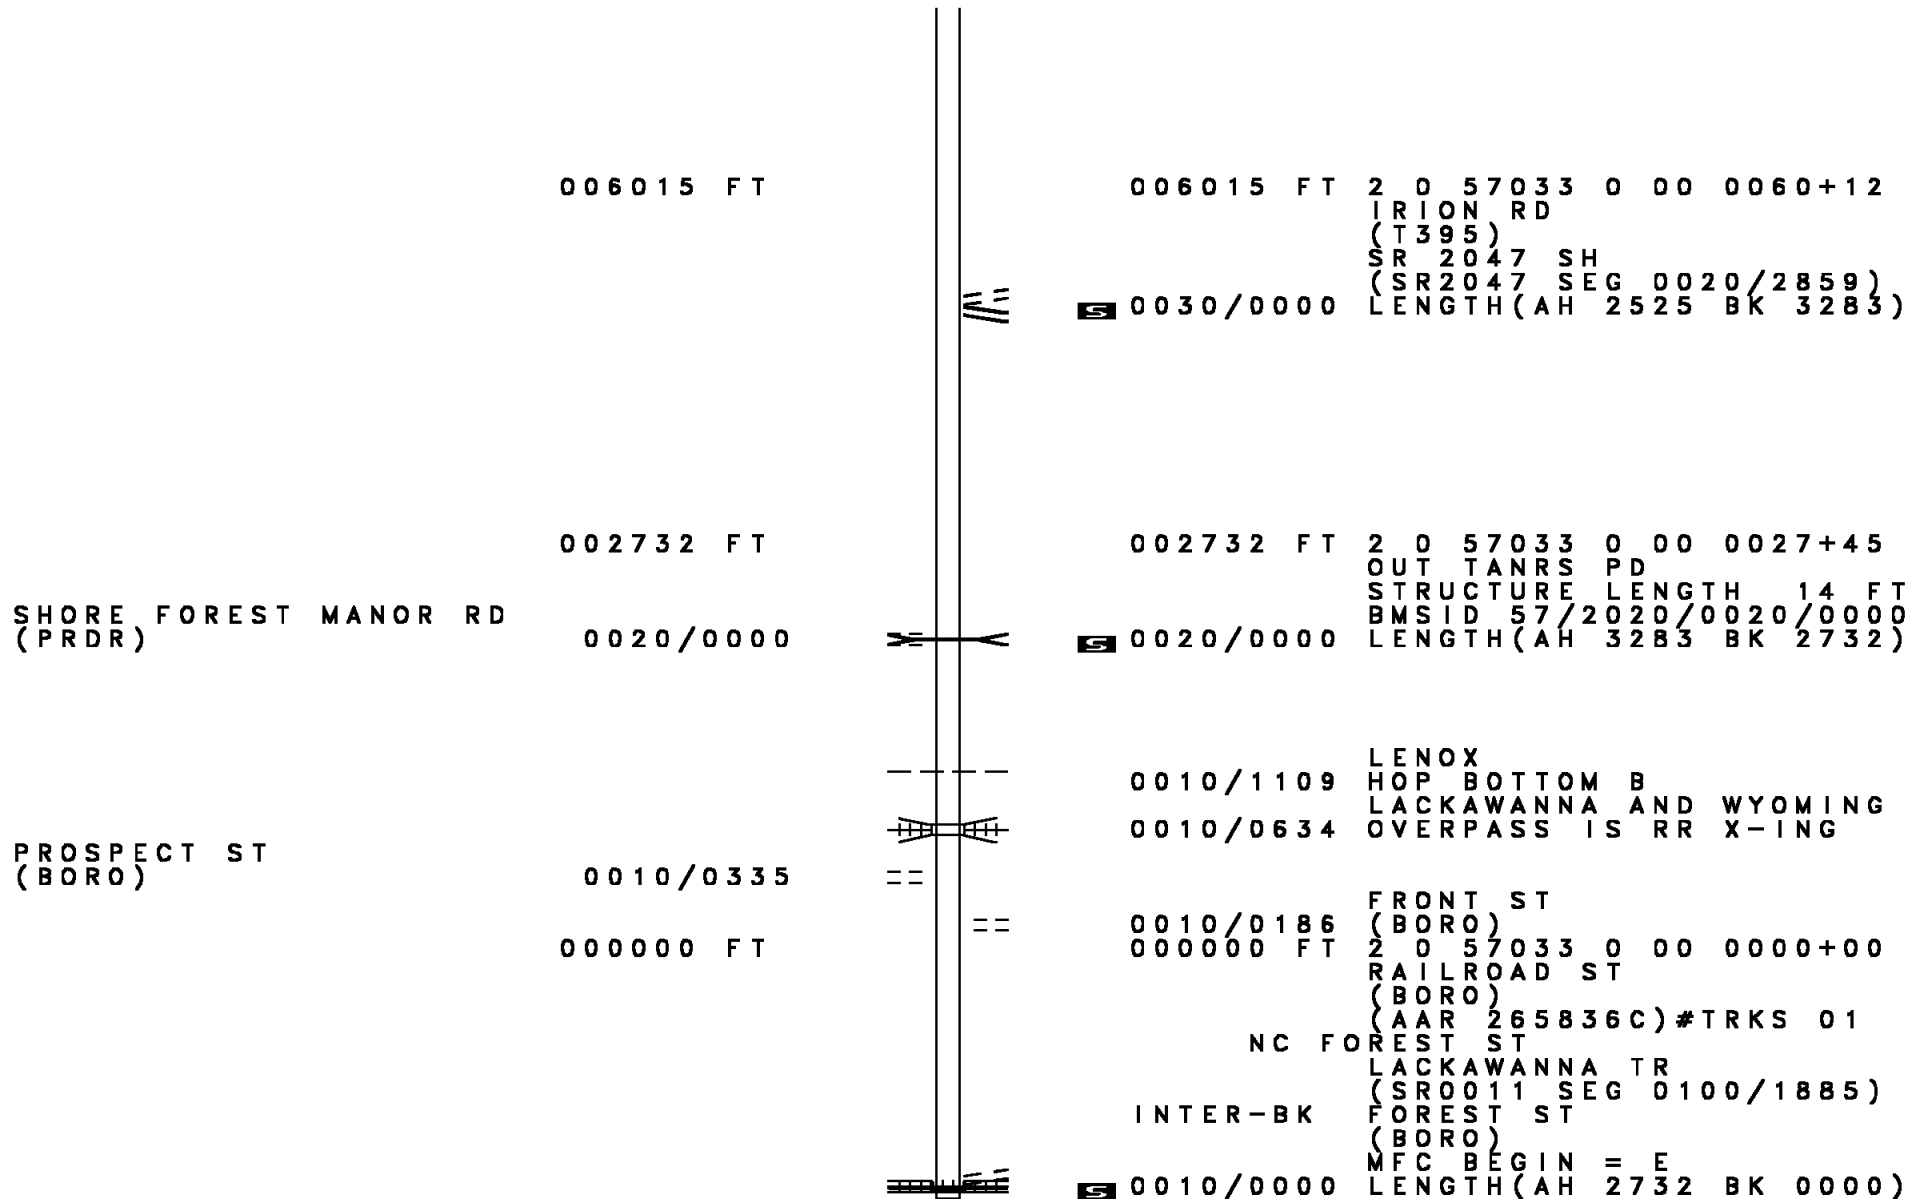 006015 FT 006015 FT 2 0 57033 0 00 0060+12
IRION RD
(T395)
SR 2047 SH
(SR2047 SEG 0020/2859)
S 0030/0000 LENGTH(AH 2525 BK 3283)
002732 FT 002732 FT 2 0 57033 0 00 0027+45
OUT TANRS PD
STRUCTURE LENGTH 14 FT
SHORE FOREST MANOR RD BMSID 57/2020/0020/0000
(PRDR) 0020/0000 S 0020/0000 LENGTH(AH 3283 BK 2732)
LENOX
0010/1109 HOP BOTTOM B
LACKAWANNA AND WYOMING
0010/0634 OVERPASS IS RR X-ING
PROSPECT ST
(BORO) 0010/0335
FRONT ST
0010/0186 (BORO)
000000 FT 000000 FT 2 0 57033 0 00 0000+00
RAILROAD ST
(BORO)
(AAR 265836C)#TRKS 01
NC FOREST ST
LACKAWANNA TR
(SR0011 SEG 0100/1885)
INTER-BK FOREST ST
(BORO)
MFC BEGIN = E
S 0010/0000 LENGTH(AH 2732 BK 0000)